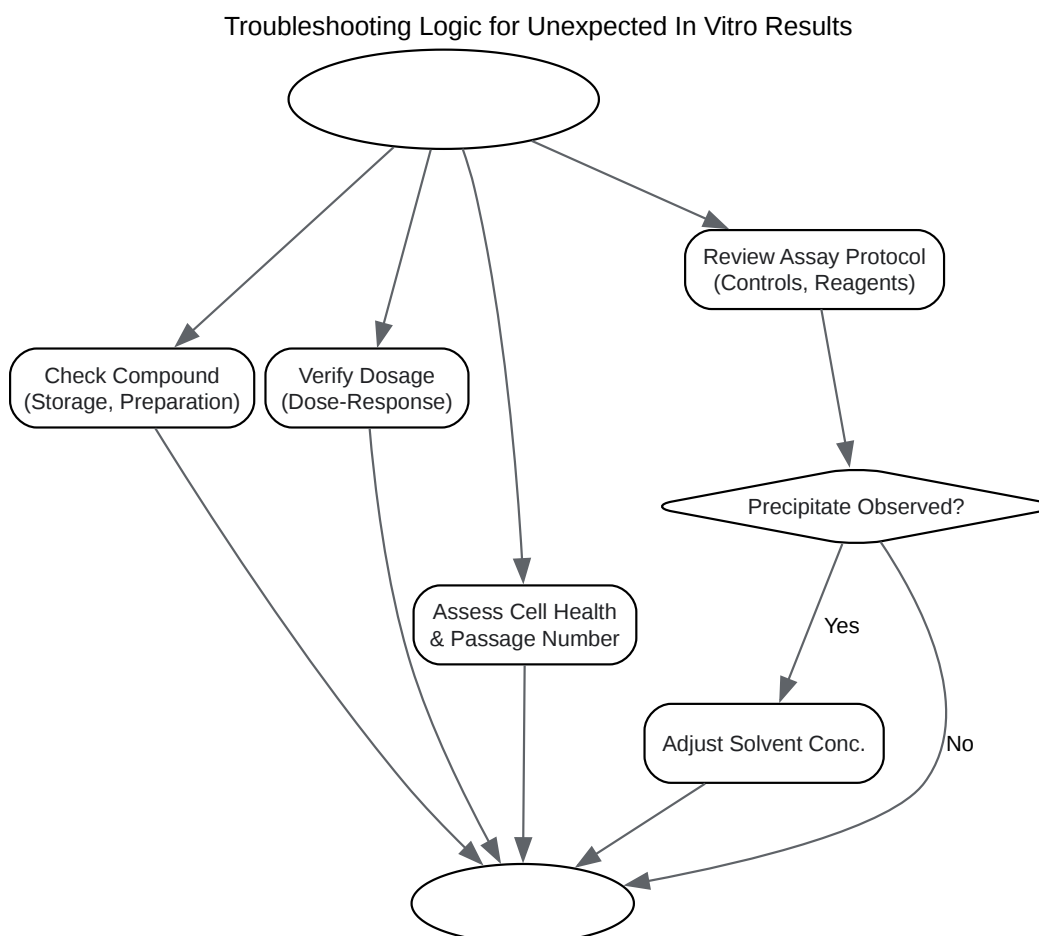 Troubleshooting Logic for Unexpected In Vitro Results
Review Assay Protocol
(Controls, Reagents)
Check Compound
(Storage, Preparation)
Verify Dosage
(Dose-Response)
Precipitate Observed?
Assess Cell Health
& Passage Number
Yes
Adjust Solvent Conc.
No